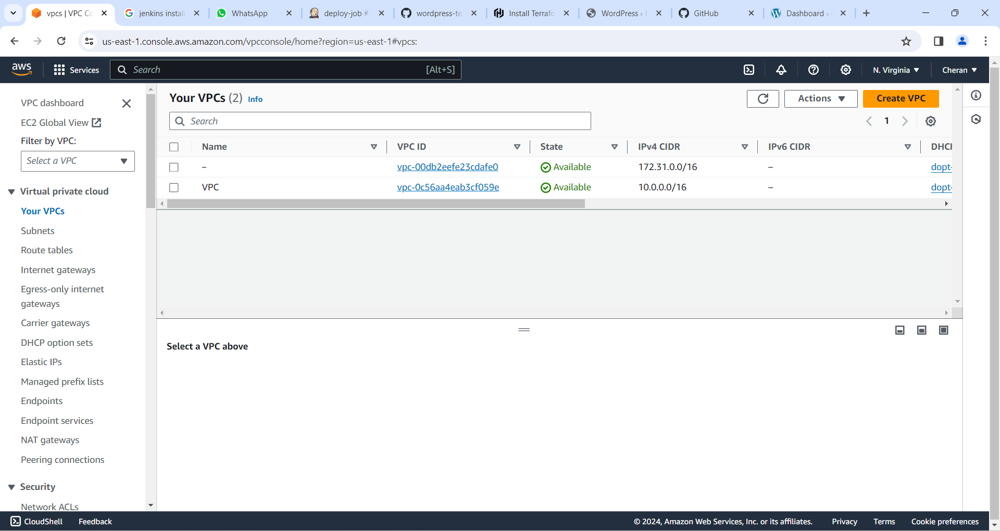 vpcs | VPC Co
jenkins install
WhatsApp
deploy-job #
wordpress-te
Install Terrafo
WordPress › I
GitHub
Dashboard ‹
us-east-1.console.aws.amazon.com/vpcconsole/home?region=us-east-1#vpcs:
aws Services Search [Alt+S] N. Virginia Cheran
VPC dashboard
EC2 Global View
Filter by VPC:
Select a VPC
Virtual private cloud
Your VPCs
Subnets
Route tables
Internet gateways
Egress-only internet
gateways
Carrier gateways
DHCP option sets
Elastic IPs
Managed prefix lists
Endpoints
Endpoint services
NAT gateways
Peering connections
Security
Network ACLs
Your VPCs (2) Info
Actions
Create VPC
Search
1
Name VPC ID State IPv4 CIDR IPv6 CIDR DHCP
– vpc-00db2eefe23cdafe0 Available 172.31.0.0/16 – dopt-
VPC vpc-0c56aa4eab3cf059e Available 10.0.0.0/16 – dopt-
Select a VPC above
CloudShell Feedback © 2024, Amazon Web Services, Inc. or its affiliates. Privacy Terms Cookie preferences